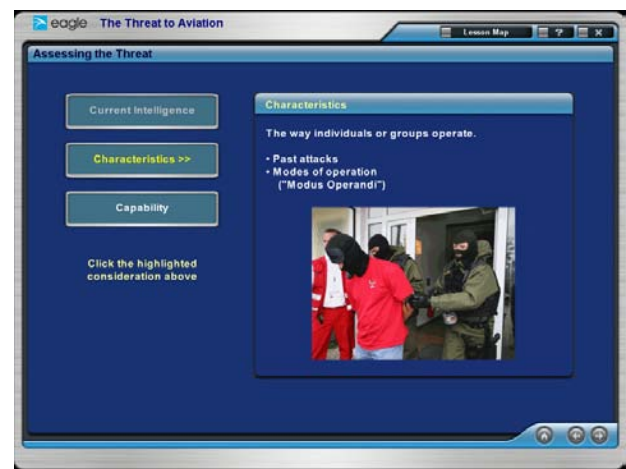 eagle The Threat to Aviation
Lesson Map ? X
Assessing the Threat
Current Intelligence
Characteristics >>
Capability
Click the highlighted
consideration above
Characteristics
The way individuals or groups operate.
• Past attacks
• Modes of operation
("Modus Operandi")